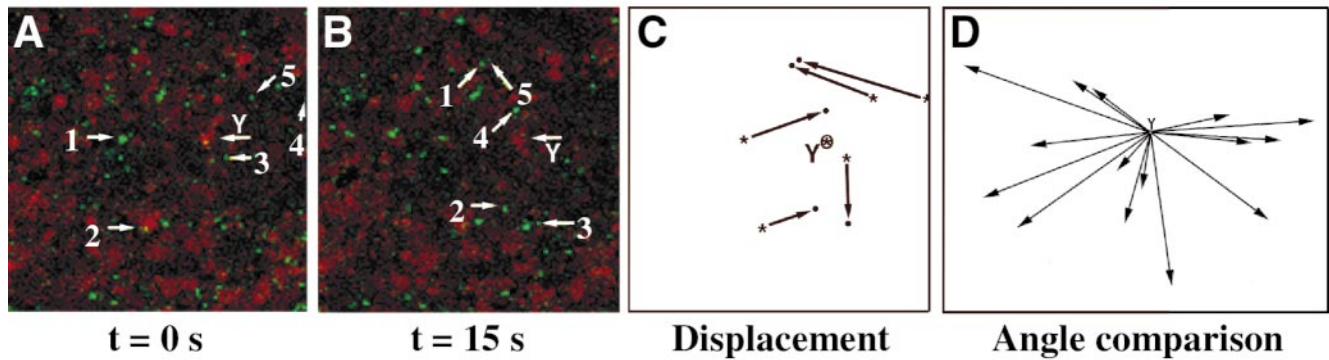 A
5
Y
1
4
3
2
t = 0 s
B
1
5
4
Y
2
3
t = 15 s
C
Y
Displacement
D
Y
Angle comparison